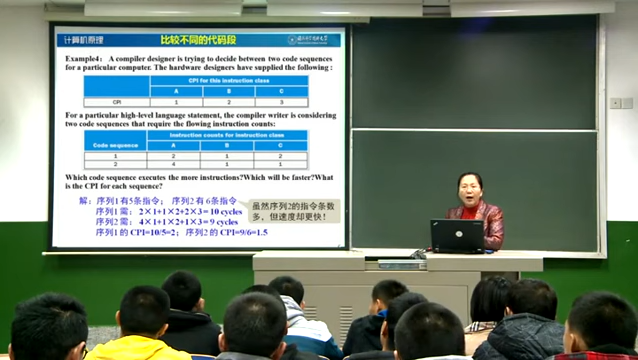 计算机原理
比较不同的代码段
Example4： A compiler designer is trying to decide between two code sequences
for a particular computer. The hardware designers have supplied the following :
CPI for this instruction class
A B C
CPI 1 2 3
For a particular high-level language statement, the compiler writer is considering
two code sequences that require the flowing instruction counts:
Instruction counts for instruction class
Code sequence A B C
1 2 1 2
2 4 1 1
Which code sequence executes the more instructions?Which will be faster?What
is the CPI for each sequence?
解：序列1有5条指令； 序列2有6条指令
序列1需： 2×1+1×2+2×3=10 cycles
序列2需： 4×1+1×2+1×3=9 cycles
序列1的CPI=10/5=2；序列2的CPI=9/6=1.5
虽然序列2的指令条数
多，但速度却更快！